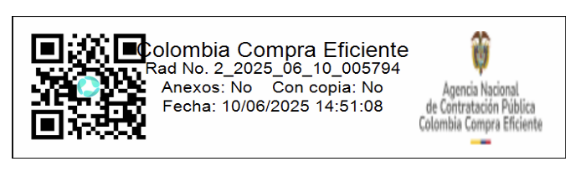 Colombia Compra Eficiente
Rad No. 2_2025_06_10_005794
Anexos: No Con copia: No
Fecha: 10/06/2025 14:51:08
Agencia Nacional
de Contratación Pública
Colombia Compra Eficiente